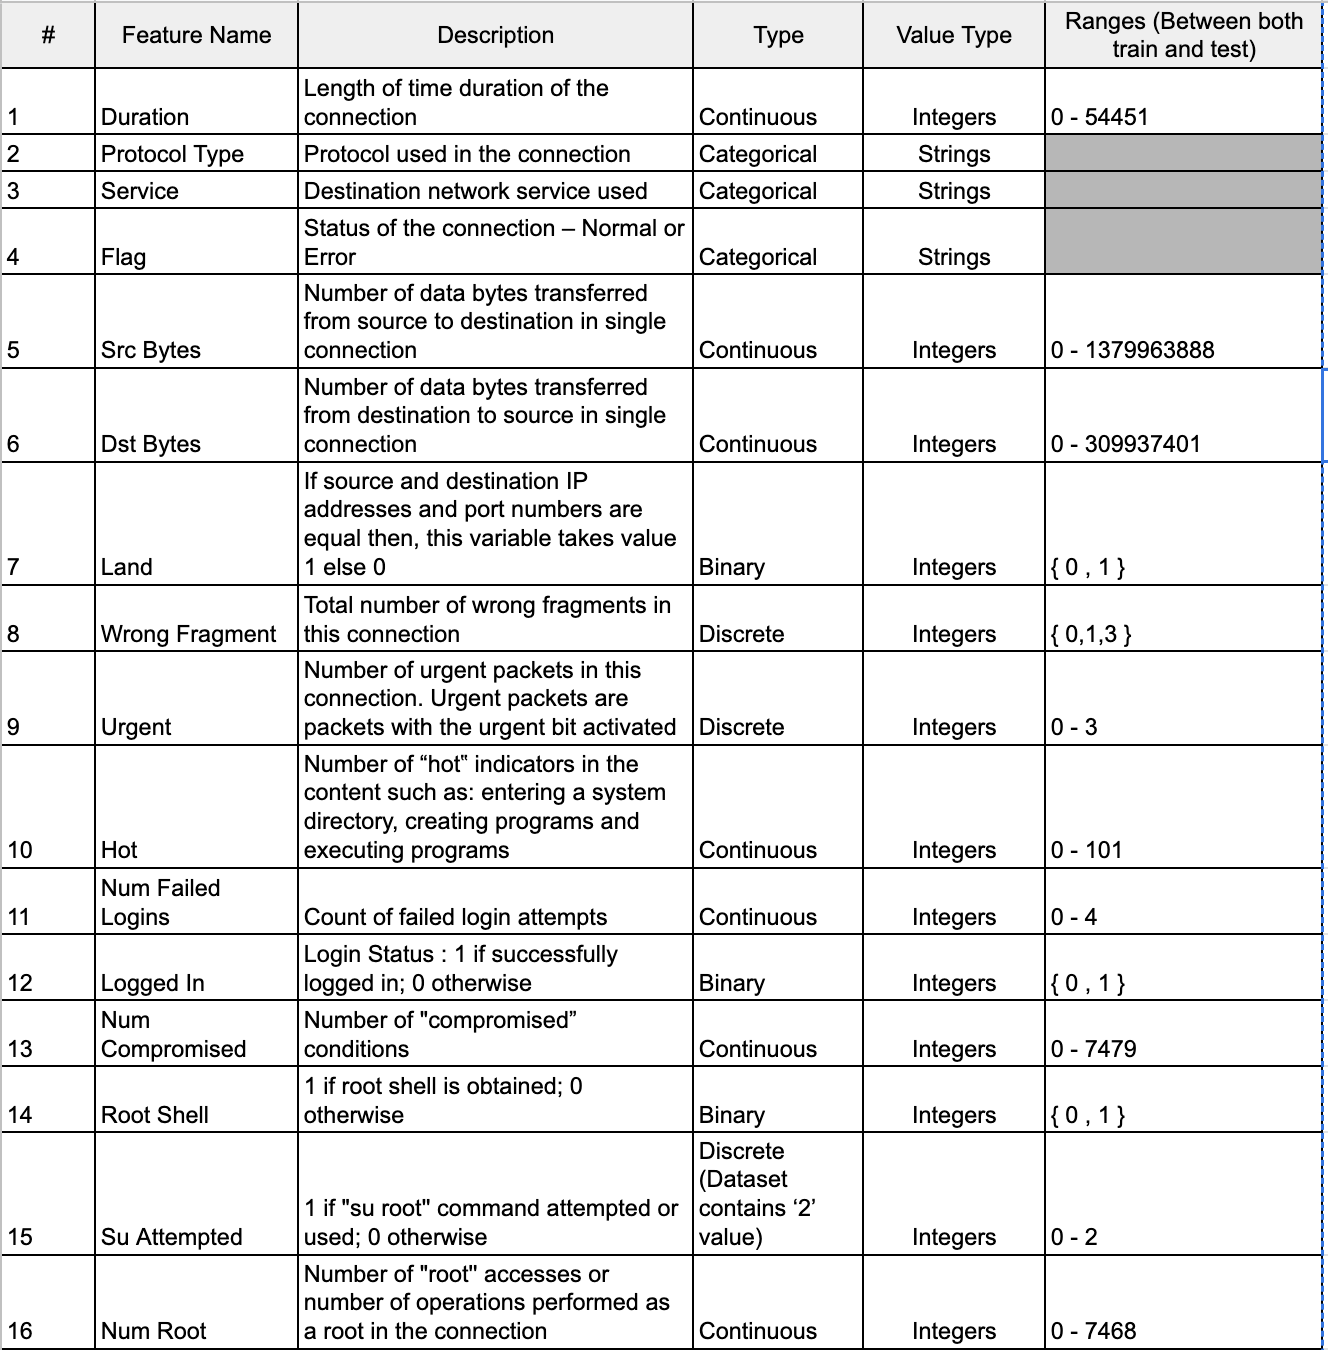 # Feature Name Description Type Value Type Ranges (Between both
train and test)
1 Duration Length of time duration of the
connection Continuous Integers 0 - 54451
2 Protocol Type Protocol used in the connection Categorical Strings
3 Service Destination network service used Categorical Strings
4 Flag Status of the connection – Normal or
Error Categorical Strings
5 Src Bytes Number of data bytes transferred
from source to destination in single
connection Continuous Integers 0 - 1379963888
6 Dst Bytes Number of data bytes transferred
from destination to source in single
connection Continuous Integers 0 - 309937401
7 Land If source and destination IP
addresses and port numbers are
equal then, this variable takes value
1 else 0 Binary Integers { 0 , 1 }
8 Wrong Fragment Total number of wrong fragments in
this connection Discrete Integers { 0,1,3 }
9 Urgent Number of urgent packets in this
connection. Urgent packets are
packets with the urgent bit activated Discrete Integers 0 - 3
10 Hot Number of “hot‟ indicators in the
content such as: entering a system
directory, creating programs and
executing programs Continuous Integers 0 - 101
11 Num Failed
Logins Count of failed login attempts Continuous Integers 0 - 4
12 Logged In Login Status : 1 if successfully
logged in; 0 otherwise Binary Integers { 0 , 1 }
13 Num
Compromised Number of "compromised”
conditions Continuous Integers 0 - 7479
14 Root Shell 1 if root shell is obtained; 0
otherwise Binary Integers { 0 , 1 }
15 Su Attempted 1 if "su root" command attempted or
used; 0 otherwise Discrete
(Dataset
contains ‘2’
value) Integers 0 - 2
16 Num Root Number of "root" accesses or
number of operations performed as
a root in the connection Continuous Integers 0 - 7468